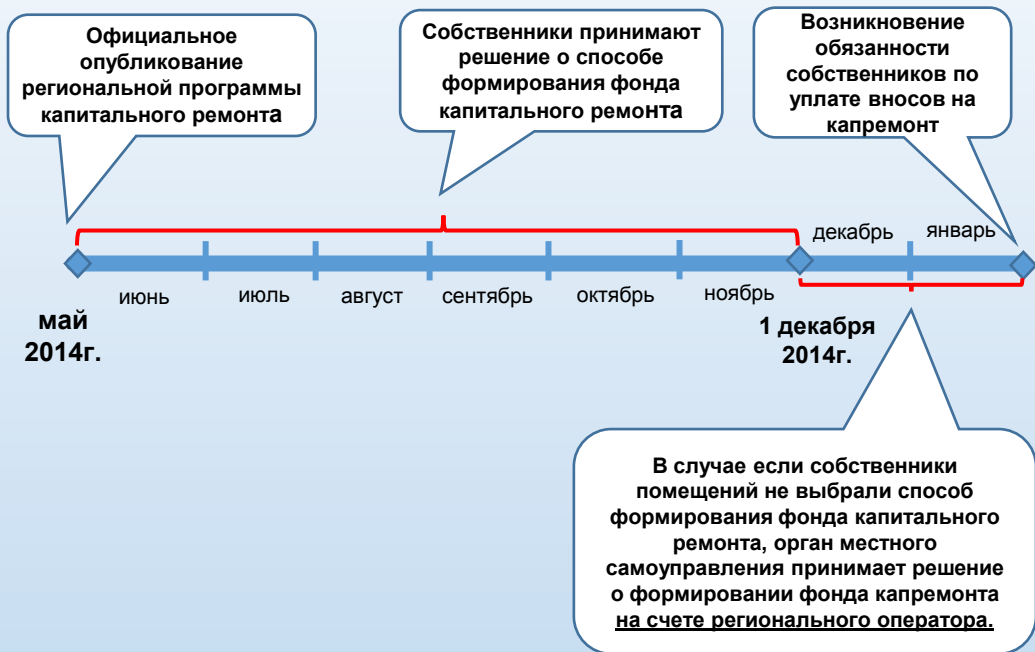 Официальное
опубликование
региональной программы
капитального ремонта
Собственники принимают
решение о способе
формирования фонда
капитального ремонта
Возникновение
обязанности
собственников по
уплате вносов на
капремонт
декабрь
январь
июнь
июль
август
сентябрь
октябрь
ноябрь
май
2014г.
1 декабря
2014г.
В случае если собственники
помещений не выбрали способ
формирования фонда капитального
ремонта, орган местного
самоуправления принимает решение
о формировании фонда капремонта
на счете регионального оператора.